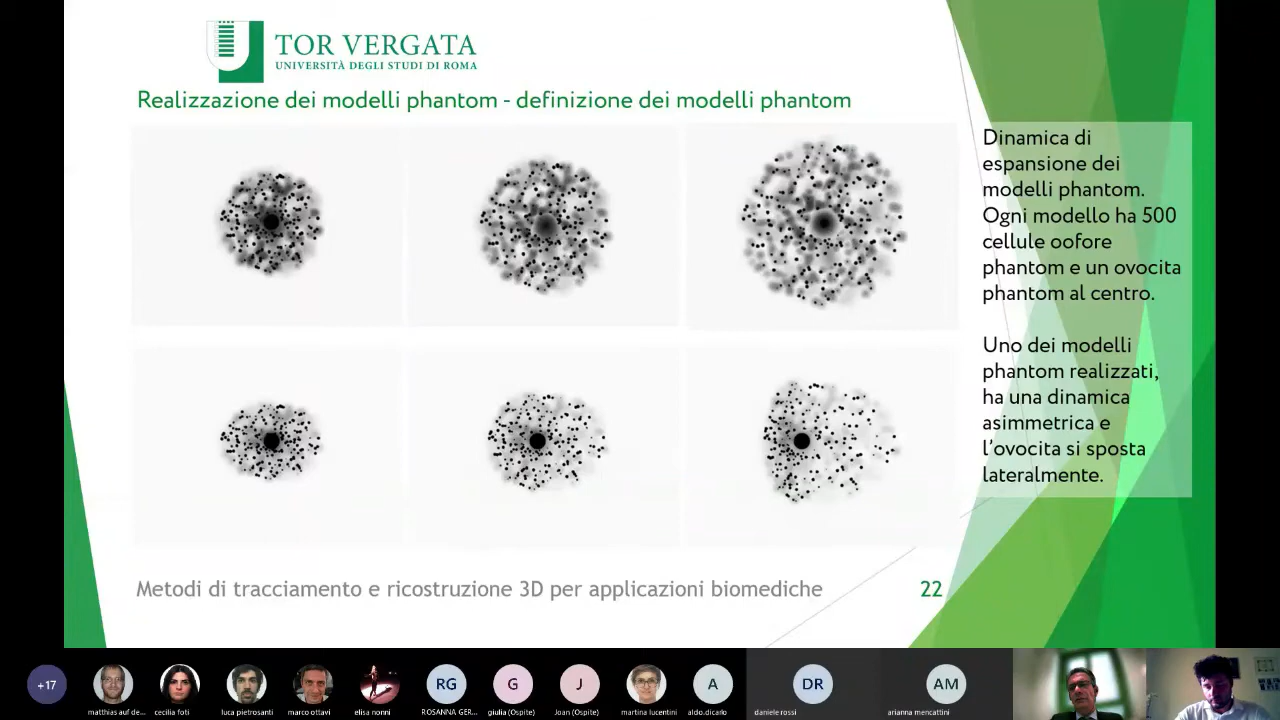 TOR VERGATA
UNIVERSITÀ DEGLI STUDI DI ROMA
Realizzazione dei modelli phantom - definizione dei modelli phantom
Dinamica di
espansione dei
modelli phantom.
Ogni modello ha 500
cellule oofore
phantom e un ovocita
phantom al centro.
Uno dei modelli
phantom realizzati,
ha una dinamica
asimmetrica e
l'ovocita si sposta
lateralmente.
Metodi di tracciamento e ricostruzione 3D per applicazioni biomediche
22
+17
RG
G
J
A
DR
AM
matthias auf de...
cecilia foti
luca pietrosanti
marco ottavi
elisa nonni
ROSANNA GER...
giulia (Ospite)
Joan (Ospite)
martina lucentini
aldo.dicarlo
daniele rossi
arianna mencattini